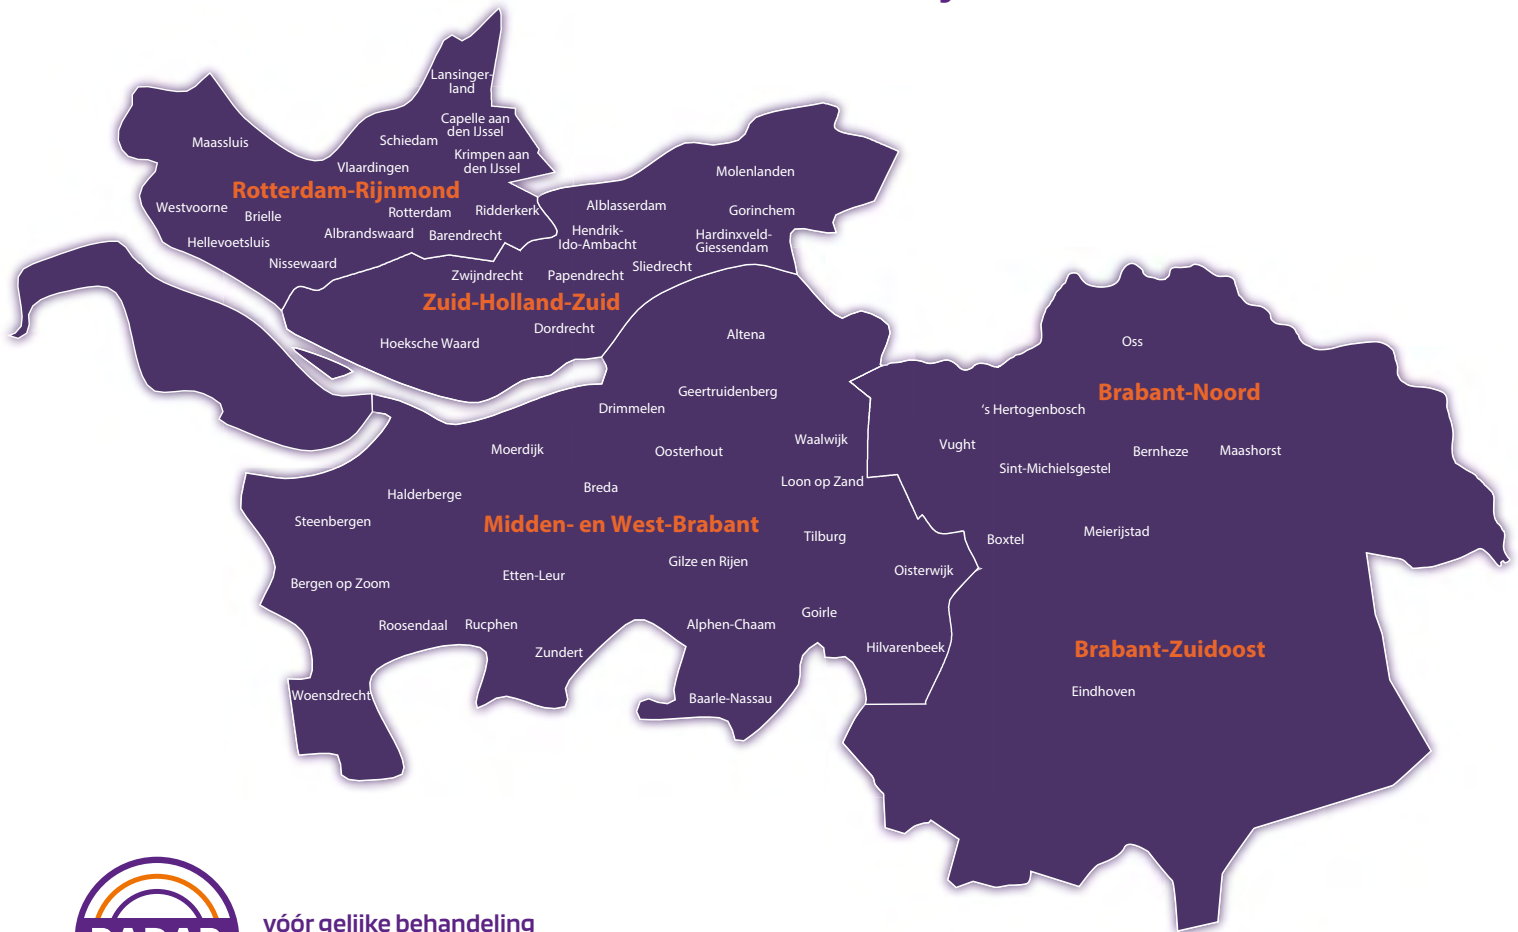 Lansinger-
land
Capelle aan
den IJssel
Schiedam
Maassluis
Krimpen aan
den IJssel
Vlaardingen
Rotterdam-Rijnmond
Westvoorne
Brielle
Rotterdam
Ridderkerk
Albrandswaard
Barendrecht
Hellevoetsluis
Nissewaard
Molenlanden
Alblasserdam
Gorinchem
Hendrik-
Ido-Ambacht
Hardinxveld-
Giessendam
Sliedrecht
Zwijndrecht
Papendrecht
Zuid-Holland-Zuid
Dordrecht
Hoeksche Waard
Altena
Geertruidenberg
Drimmelen
Waalwijk
Moerdijk
Oosterhout
Loon op Zand
Breda
Halderberge
Steenbergen
Midden- en West-Brabant
Tilburg
Gilze en Rijen
Oisterwijk
Etten-Leur
Bergen op Zoom
Goirle
Roosendaal
Rucphen
Alphen-Chaam
Hilvarenbeek
Zundert
Woensdrecht
Baarle-Nassau
Oss
Brabant-Noord
‘s Hertogenbosch
Vught
Bernheze
Maashorst
Sint-Michielsgestel
Meierijstad
Boxtel
Brabant-Zuidoost
Eindhoven
RADAR
vóór gelijke behandeling